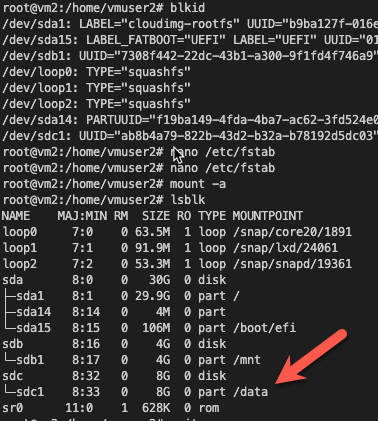 root@vm2:/home/vmuser2# blkid
/dev/sda1: LABEL="cloudimg-rootfs" UUID="b9ba127f-016e
/dev/sda15: LABEL_FATBOOT="UEFI" LABEL="UEFI" UUID="01
/dev/sdb1: UUID="7308f442-22dc-43b1-a300-9f1fd4f746a9"
/dev/loop0: TYPE="squashfs"
/dev/loop1: TYPE="squashfs"
/dev/loop2: TYPE="squashfs"
/dev/sda14: PARTUUID="f19ba149-4fda-4ba7-ac62-3fd524e0
/dev/sdc1: UUID="ab8b4a79-822b-43d2-b32a-b78192d5dc03"
root@vm2:/home/vmuser2# nano /etc/fstab
root@vm2:/home/vmuser2# nano /etc/fstab
root@vm2:/home/vmuser2# mount -a
root@vm2:/home/vmuser2# lsblk
NAME MAJ:MIN RM SIZE RO TYPE MOUNTPOINT
loop0 7:0 0 63.5M 1 loop /snap/core20/1891
loop1 7:1 0 91.9M 1 loop /snap/lxd/24061
loop2 7:2 0 53.3M 1 loop /snap/snapd/19361
sda 8:0 0 30G 0 disk
├─sda1 8:1 0 29.9G 0 part /
├─sda14 8:14 0 4M 0 part
└─sda15 8:15 0 106M 0 part /boot/efi
sdb 8:16 0 4G 0 disk
└─sdb1 8:17 0 4G 0 part /mnt
sdc 8:32 0 8G 0 disk
└─sdc1 8:33 0 8G 0 part /data
sr0 11:0 1 628K 0 rom